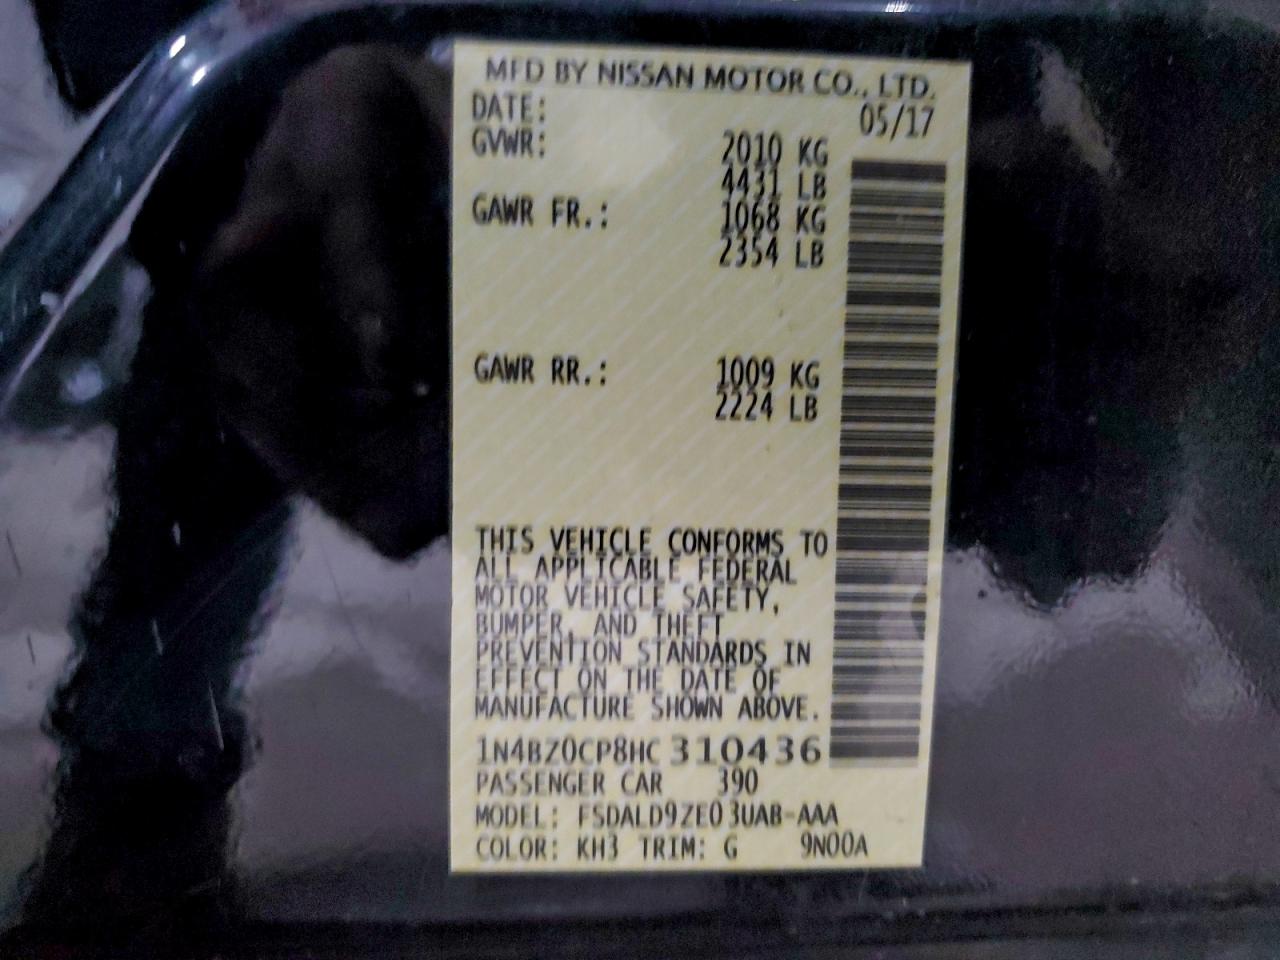 MFD BY NISSAN MOTOR CO., LTD.
DATE: 05/17
GVWR: 2010 KG
4431 LB
GAWR FR.: 1068 KG
2354 LB
GAWR RR.: 1009 KG
2224 LB
THIS VEHICLE CONFORMS TO
ALL APPLICABLE FEDERAL
MOTOR VEHICLE SAFETY,
BUMPER, AND THEFT
PREVENTION STANDARDS IN
EFFECT ON THE DATE OF
MANUFACTURE SHOWN ABOVE.
1N4BZ0CP8HC310436
PASSENGER CAR 390
MODEL: FSDALD9ZE03UAB-AAA
COLOR: KH3 TRIM: G 9N00A